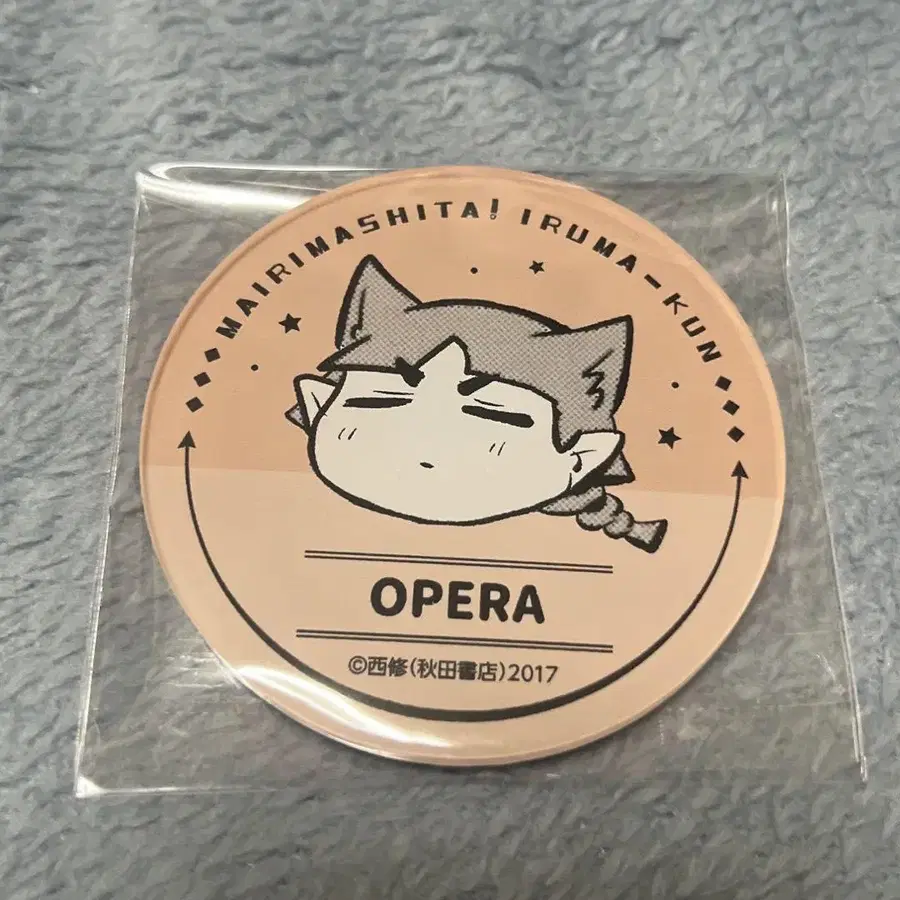 MAIRIMASHITA! IRUMA-KUN
OPERA
©西修(秋田書店)2017